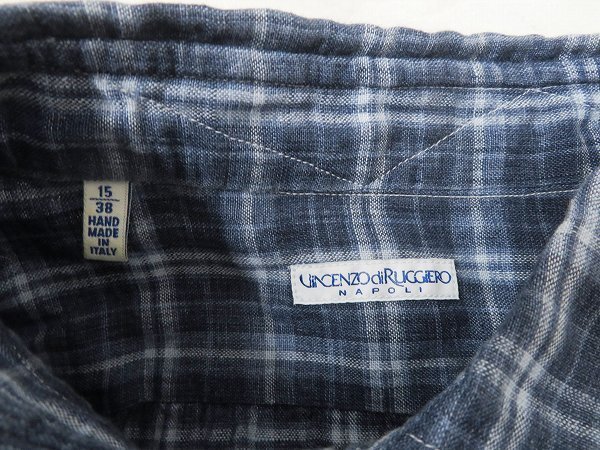 15
38
HAND
MADE
IN
ITALY
VINCENZO di RUGGIERO
NAPOLI